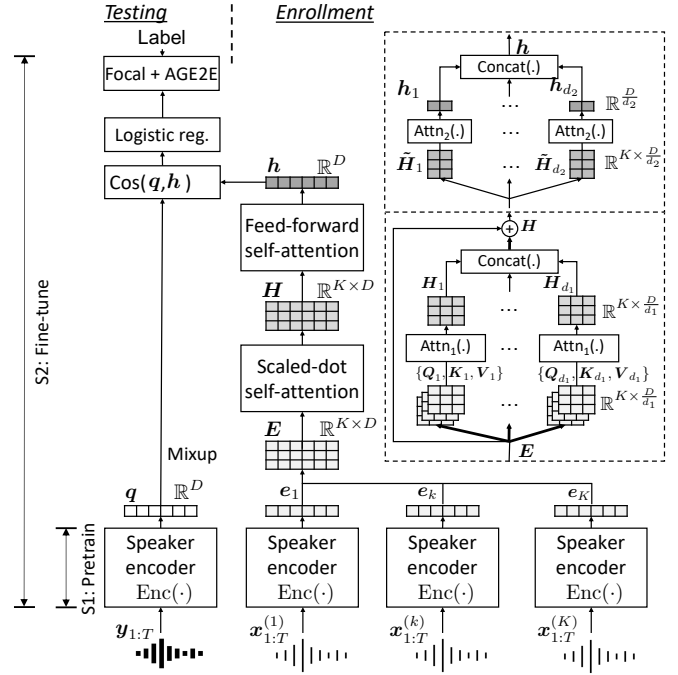 Testing
Enrollment
Label
Focal + AGE2E
Logistic reg.
Cos(q,h)
h
ℝ^D
Feed-forward
self-attention
H
ℝ^{K×D}
Scaled-dot
self-attention
E
ℝ^{K×D}
Mixup
q
ℝ^D
e_1
e_k
e_K
S2: Fine-tune
S1: Pretrain
Speaker
encoder
Enc(·)
Speaker
encoder
Enc(·)
Speaker
encoder
Enc(·)
Speaker
encoder
Enc(·)
y_{1:T}
x_{1:T}^{(1)}
x_{1:T}^{(k)}
x_{1:T}^{(K)}
h
Concat(.)
h_1
...
h_{d_2}
ℝ^{D/d_2}
Attn_2(.)
...
Attn_2(.)
H̃_1
...
H̃_{d_2}
ℝ^{K×D/d_2}
+
H
Concat(.)
H_1
...
H_{d_1}
ℝ^{K×D/d_1}
Attn_1(.)
...
Attn_1(.)
{Q_1, K_1, V_1}
{Q_{d_1}, K_{d_1}, V_{d_1}}
...
ℝ^{K×D/d_1}
E